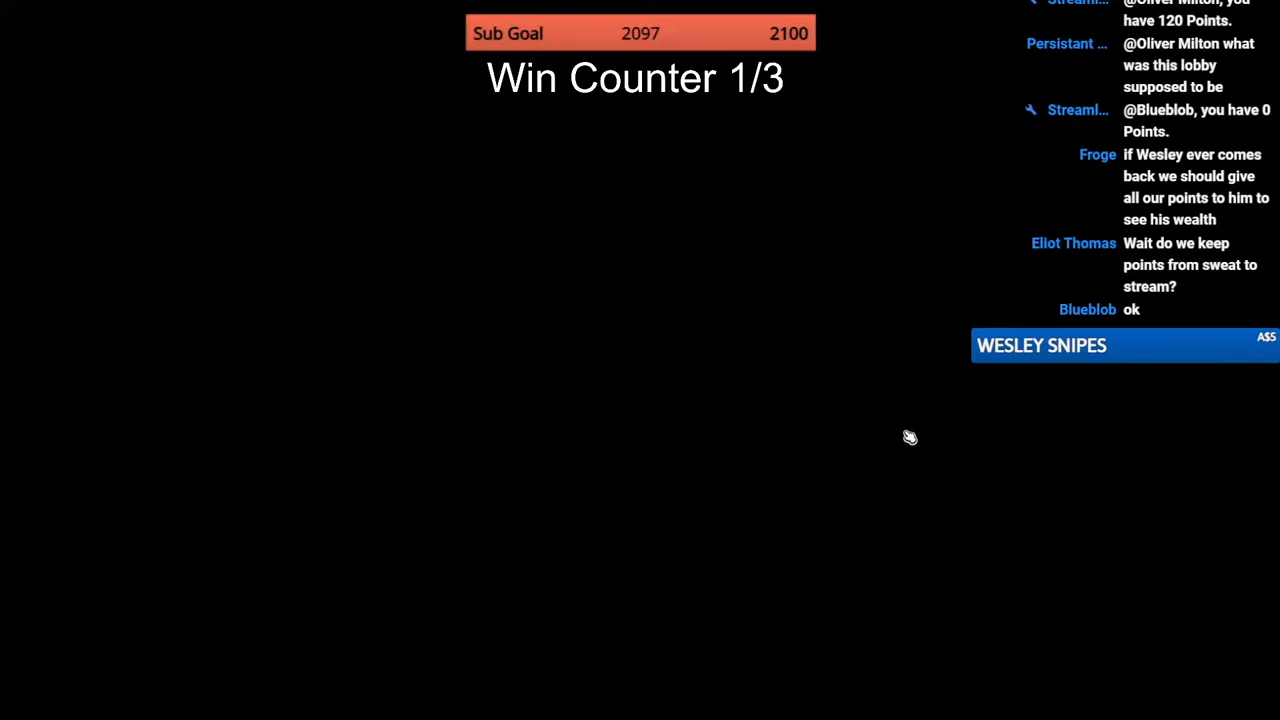 Sub Goal 2097 2100
Win Counter 1/3
Streaml... @Oliver Milton, you
have 120 Points.
Persistant ... @Oliver Milton what
was this lobby
supposed to be
Streaml... @Blueblob, you have 0
Points.
Froge if Wesley ever comes
back we should give
all our points to him to
see his wealth
Eliot Thomas Wait do we keep
points from sweat to
stream?
Blueblob ok
WESLEY SNIPES A$5